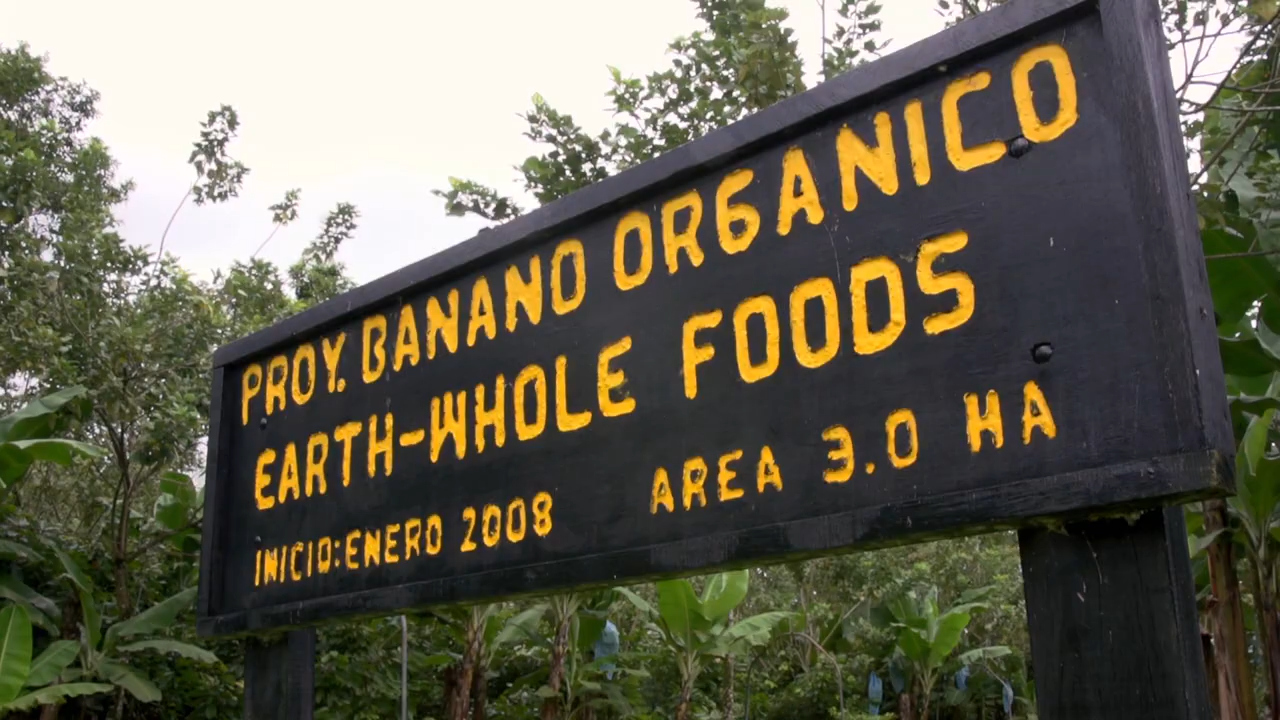 PROY. BANANO ORGANICO
EARTH-WHOLE FOODS
INICIO:ENERO 2008 AREA 3.0 HA